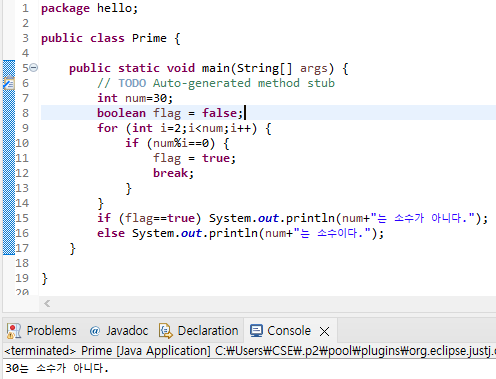 1 package hello;
2
3 public class Prime {
4
5 public static void main(String[] args) {
6 // TODO Auto-generated method stub
7 int num=30;
8 boolean flag = false;
9 for (int i=2;i<num;i++) {
10 if (num%i==0) {
11 flag = true;
12 break;
13 }
14 }
15 if (flag==true) System.out.println(num+"는 소수가 아니다.");
16 else System.out.println(num+"는 소수이다.");
17 }
18
19 }
20
Problems @ Javadoc Declaration Console
<terminated> Prime [Java Application] C:₩Users₩CSE₩.p2₩pool₩plugins₩org.eclipse.justj.c
30는 소수가 아니다.